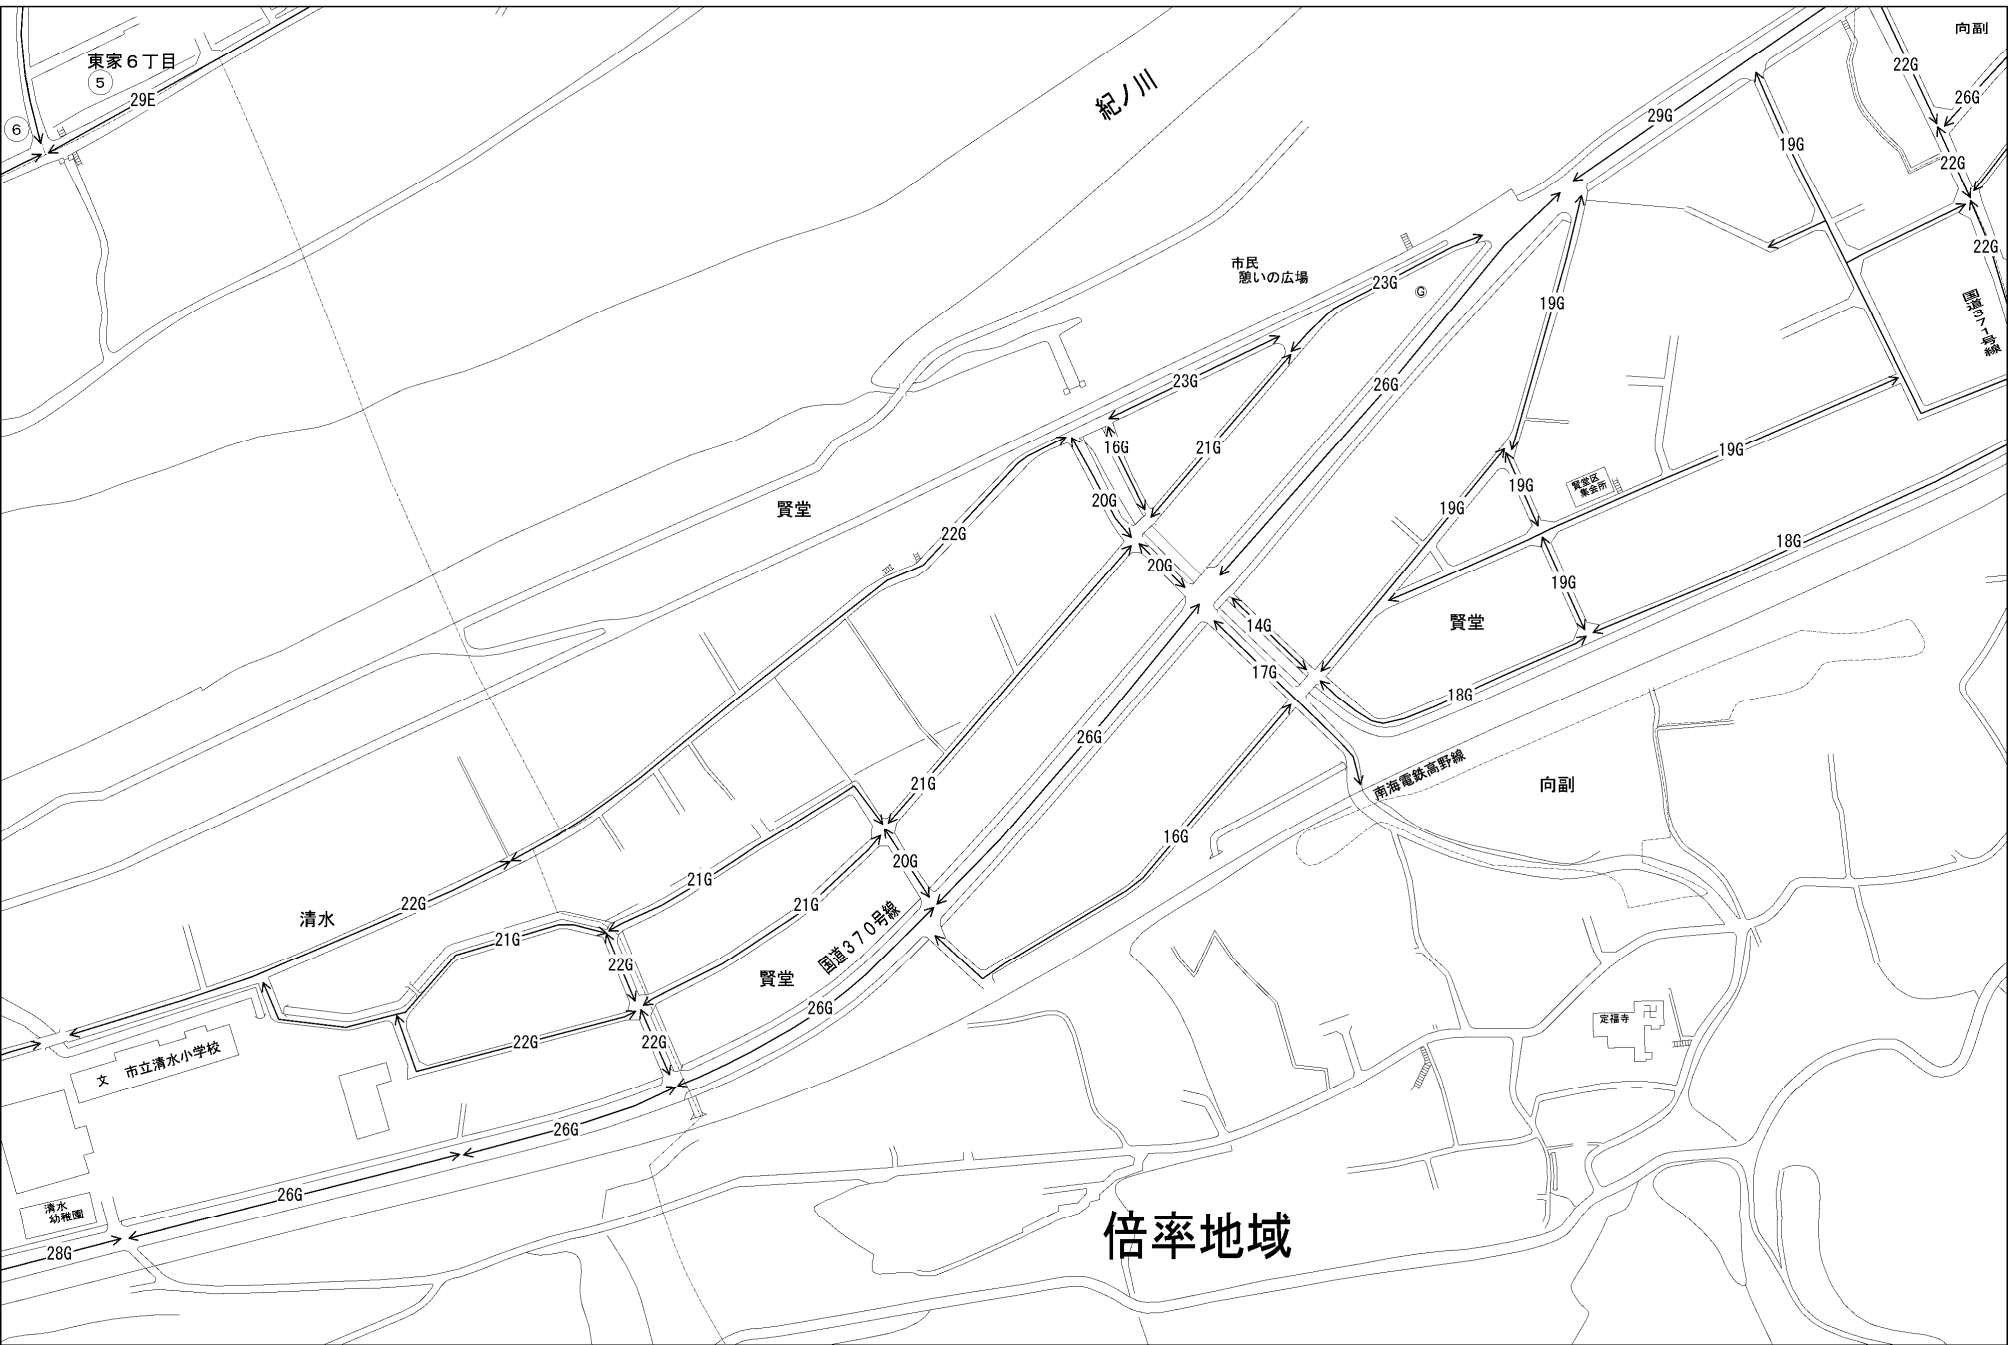 向副
東家６丁目
⑤
22G
紀ノ川
26G
29E
29G
⑥
19G
22G
22G
市民
憩いの広場
23G
G
19G
国道371号線
23G
26G
16G
21G
19G
19G
賢堂区
集会所
20G
賢堂
19G
22G
18G
20G
19G
賢堂
14G
17G
18G
26G
南海電鉄高野線
21G
向副
16G
20G
21G
22G
21G
清水
国道３７０号線
21G
22G
賢堂
26G
定福寺
22G
22G
文 市立清水小学校
26G
26G
清水
幼稚園
28G
倍率地域